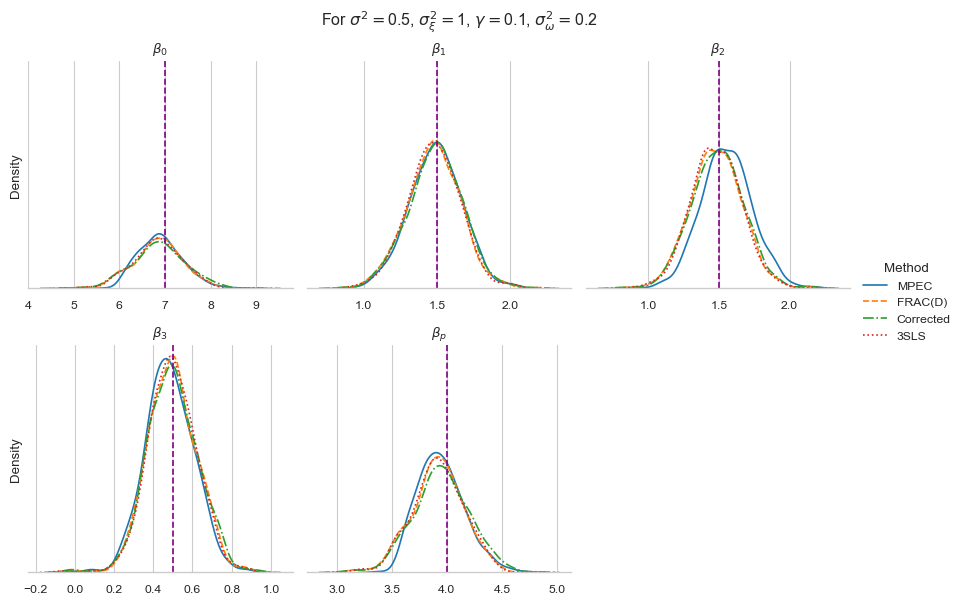 For σ² = 0.5, σ_ξ² = 1, γ = 0.1, σ_ω² = 0.2
β₀
β₁
β₂
Density
4 5 6 7 8 9
1.0 1.5 2.0
1.0 1.5 2.0
Method
MPEC
FRAC(D)
Corrected
3SLS
β₃
βₚ
Density
−0.2 0.0 0.2 0.4 0.6 0.8 1.0
3.0 3.5 4.0 4.5 5.0